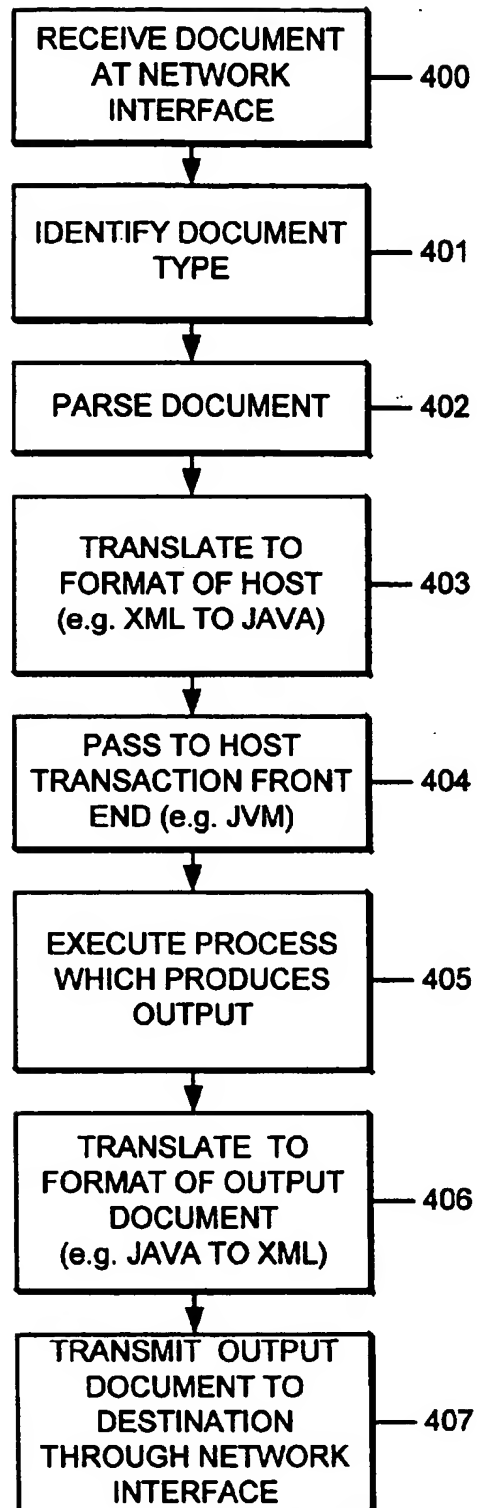 RECEIVE DOCUMENT
AT NETWORK
INTERFACE
400
IDENTIFY DOCUMENT
TYPE
401
PARSE DOCUMENT
402
TRANSLATE TO
FORMAT OF HOST
(e.g. XML TO JAVA)
403
PASS TO HOST
TRANSACTION FRONT
END (e.g. JVM)
404
EXECUTE PROCESS
WHICH PRODUCES
OUTPUT
405
TRANSLATE TO
FORMAT OF OUTPUT
DOCUMENT
(e.g. JAVA TO XML)
406
TRANSMIT OUTPUT
DOCUMENT TO
DESTINATION
THROUGH NETWORK
INTERFACE
407